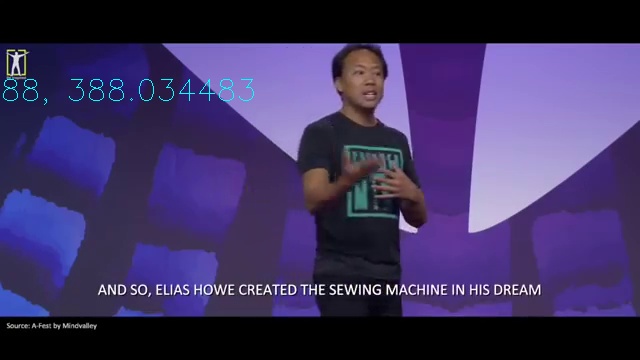 88, 388.034483
AND SO, ELIAS HOWE CREATED THE SEWING MACHINE IN HIS DREAM
Source: A-Fest by Mindvalley